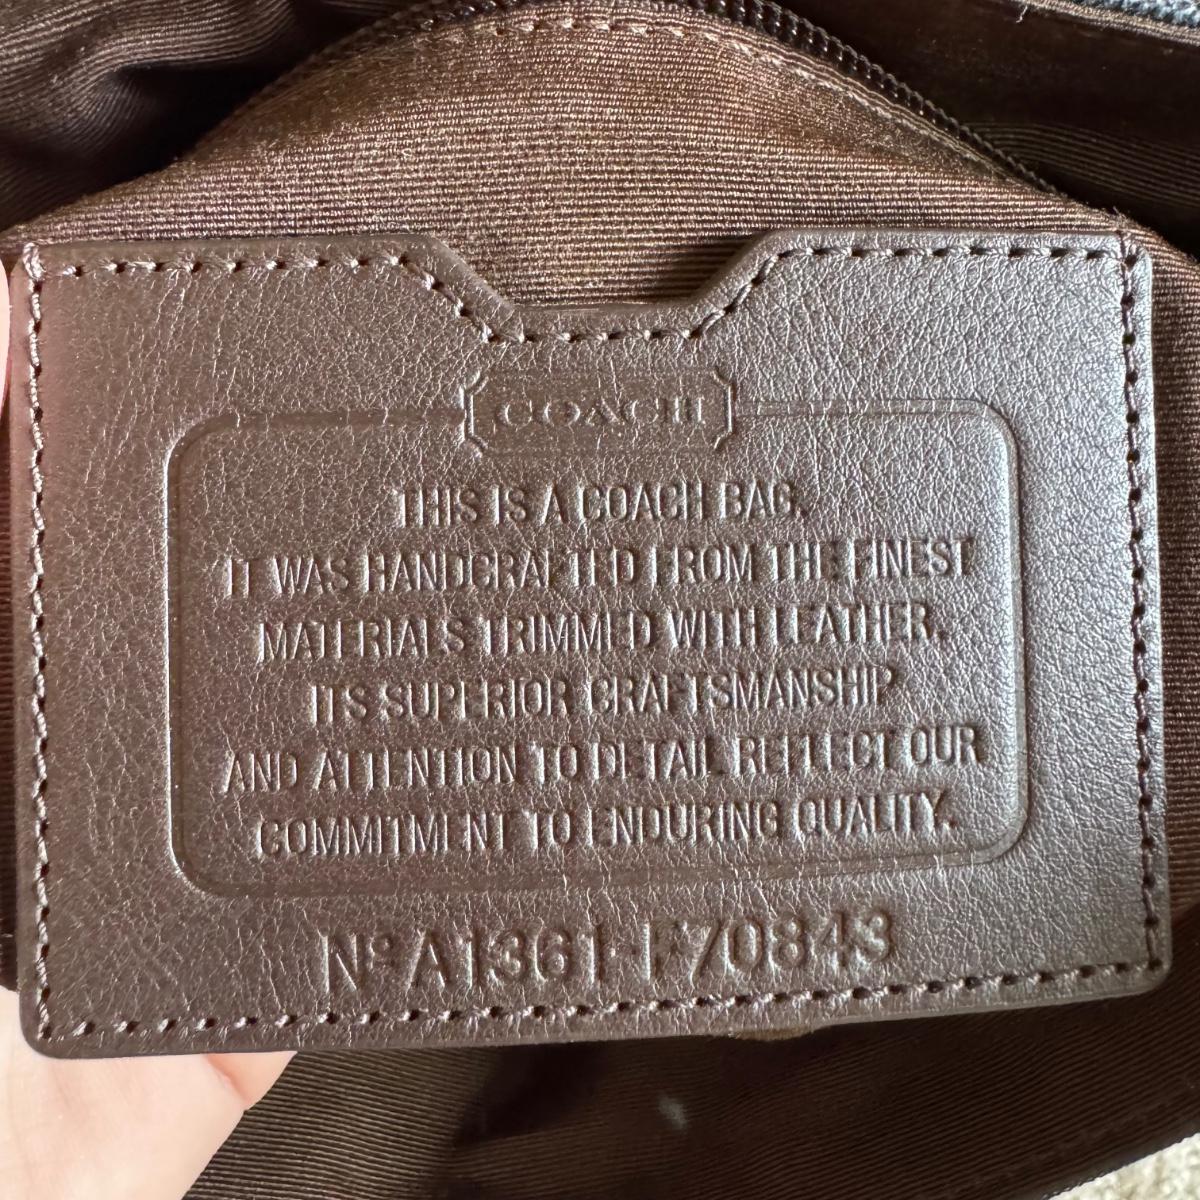 COACH
THIS IS A COACH BAG.
IT WAS HANDCRAFTED FROM THE FINEST
MATERIALS TRIMMED WITH LEATHER.
ITS SUPERIOR CRAFTSMANSHIP
AND ATTENTION TO DETAIL REFLECT OUR
COMMITMENT TO ENDURING QUALITY.
Nº A1361-F70843